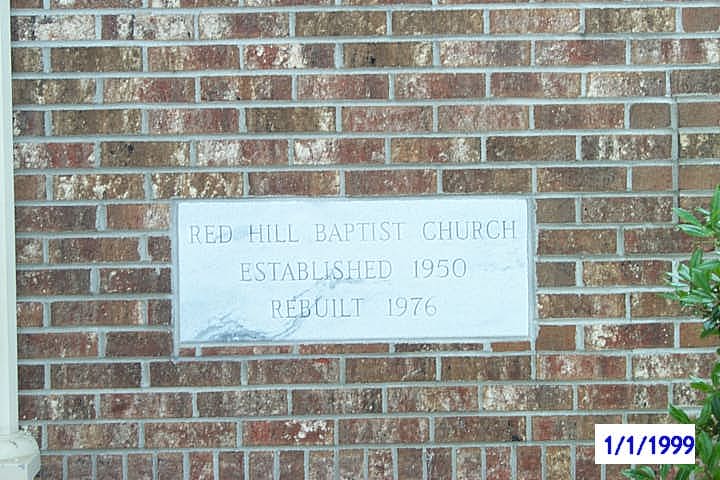 RED HILL BAPTIST CHURCH
ESTABLISHED 1950
REBUILT 1976
1/1/1999